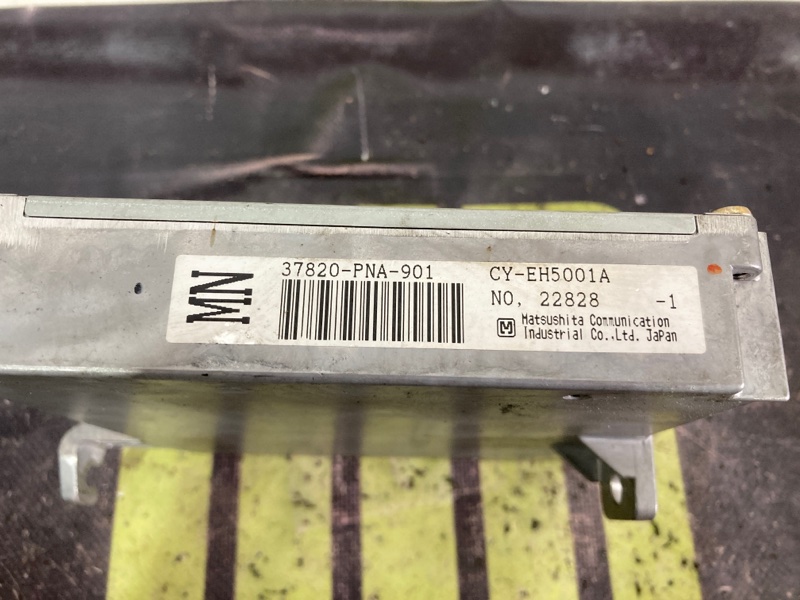 MN
37820-PNA-901
CY-EH5001A
NO. 22828 -1
M Matsushita Communication
Industrial Co.,Ltd. JaPan